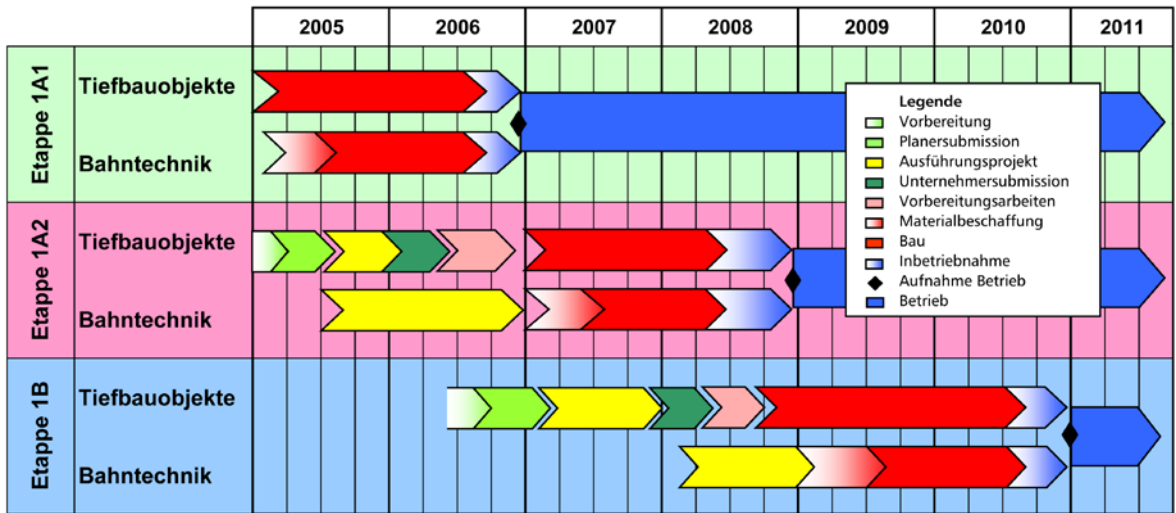 2005 2006 2007 2008 2009 2010 2011
Etappe 1A1
Tiefbauobjekte
Bahntechnik
Etappe 1A2
Tiefbauobjekte
Bahntechnik
Etappe 1B
Tiefbauobjekte
Bahntechnik
Legende
Vorbereitung
Planersubmission
Ausführungsprojekt
Unternehmersubmission
Vorbereitungsarbeiten
Materialbeschaffung
Bau
Inbetriebnahme
Aufnahme Betrieb
Betrieb